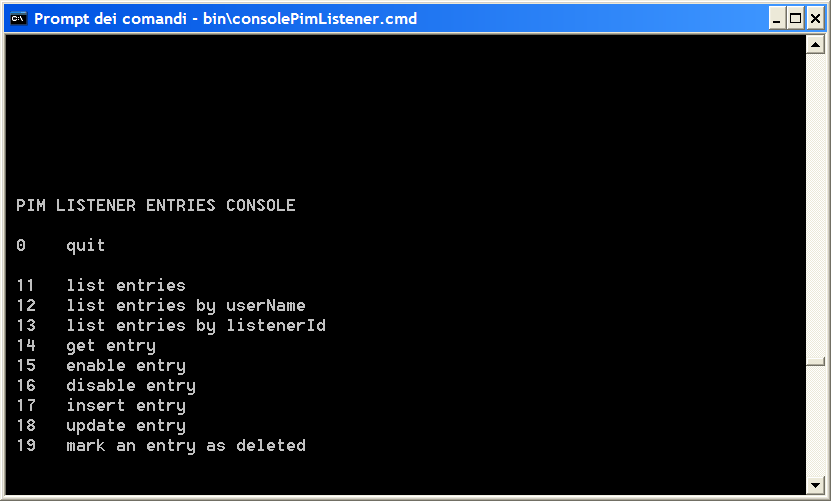 Prompt dei comandi - bin\consolePimListener.cmd
PIM LISTENER ENTRIES CONSOLE
0 quit
11 list entries
12 list entries by userName
13 list entries by listenerId
14 get entry
15 enable entry
16 disable entry
17 insert entry
18 update entry
19 mark an entry as deleted